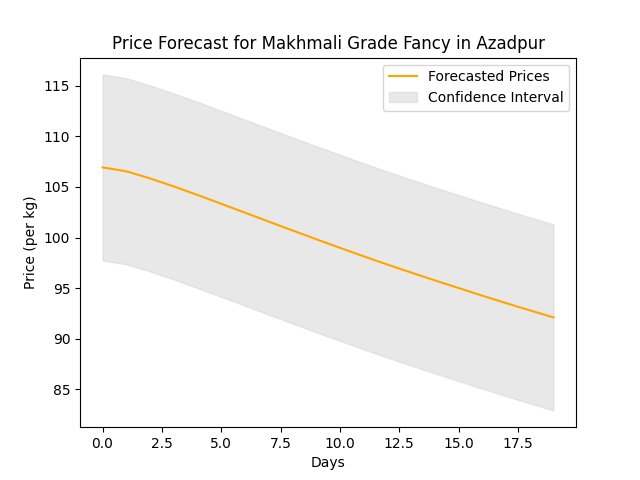 Price Forecast for Makhmali Grade Fancy in Azadpur
Forecasted Prices
Confidence Interval
Price (per kg)
115
110
105
100
95
90
85
0.0 2.5 5.0 7.5 10.0 12.5 15.0 17.5
Days